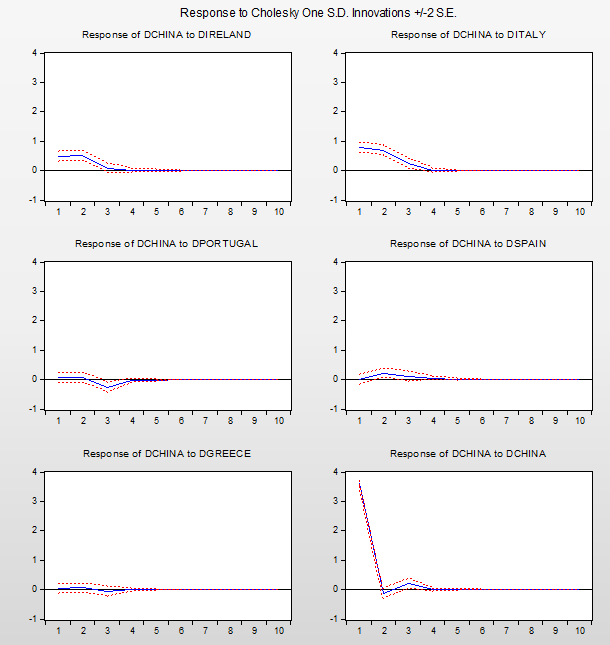 Response to Cholesky One S.D. Innovations +/-2 S.E.
Response of DCHINA to DIRELAND
4
3
2
1
0
-1
1 2 3 4 5 6 7 8 9 10
Response of DCHINA to DITALY
4
3
2
1
0
-1
1 2 3 4 5 6 7 8 9 10
Response of DCHINA to DPORTUGAL
4
3
2
1
0
-1
1 2 3 4 5 6 7 8 9 10
Response of DCHINA to DSPAIN
4
3
2
1
0
-1
1 2 3 4 5 6 7 8 9 10
Response of DCHINA to DGREECE
4
3
2
1
0
-1
1 2 3 4 5 6 7 8 9 10
Response of DCHINA to DCHINA
4
3
2
1
0
-1
1 2 3 4 5 6 7 8 9 10